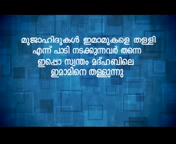 മുജാഹിദുകൾ ഇമാമുകളെ തള്ളി
എന്ന് പാടി നടക്കുന്നവർ തന്നെ
ഇപ്പൊ സ്വന്തം മദ്ഹബിലെ
ഇമാമിനെ തള്ളുന്നു